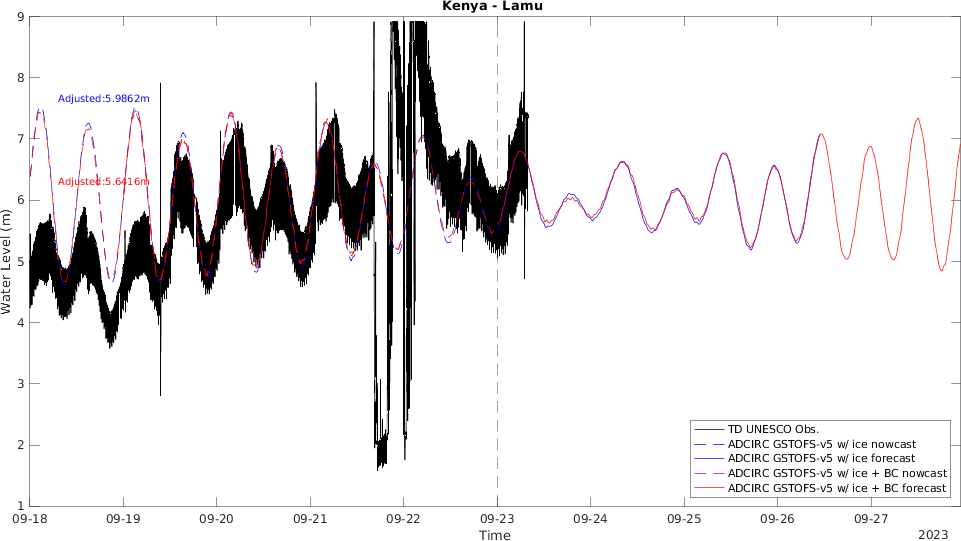 Kenya - Lamu
9
8
7
6
5
4
3
2
1
Water Level (m)
Adjusted:5.9862m
Adjusted:5.6416m
TD UNESCO Obs.
ADCIRC GSTOFS-v5 w/ ice nowcast
ADCIRC GSTOFS-v5 w/ ice forecast
ADCIRC GSTOFS-v5 w/ ice + BC nowcast
ADCIRC GSTOFS-v5 w/ ice + BC forecast
09-18 09-19 09-20 09-21 09-22 09-23 09-24 09-25 09-26 09-27
Time
2023